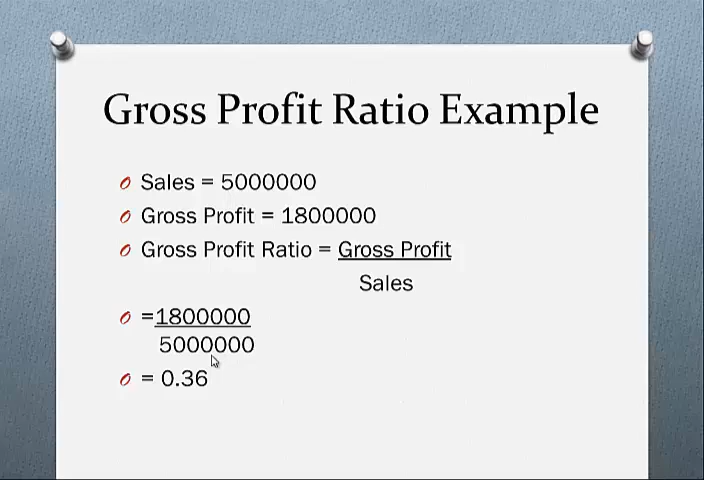 Gross Profit Ratio Example
Sales = 5000000
Gross Profit = 1800000
Gross Profit Ratio = Gross Profit
Sales
=1800000
5000000
= 0.36